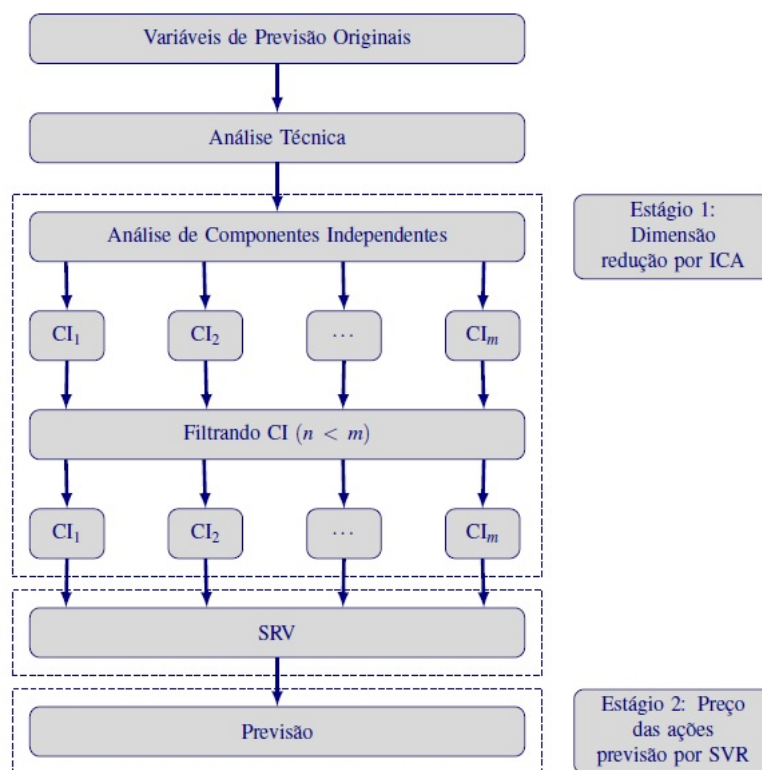 Variáveis de Previsão Originais
Análise Técnica
Análise de Componentes Independentes
Estágio 1:
Dimensão
redução por ICA
CI₁ CI₂ ⋯ CIₘ
Filtrando CI (n < m)
CI₁ CI₂ ⋯ CIₘ
SRV
Previsão
Estágio 2: Preço
das ações
previsão por SVR